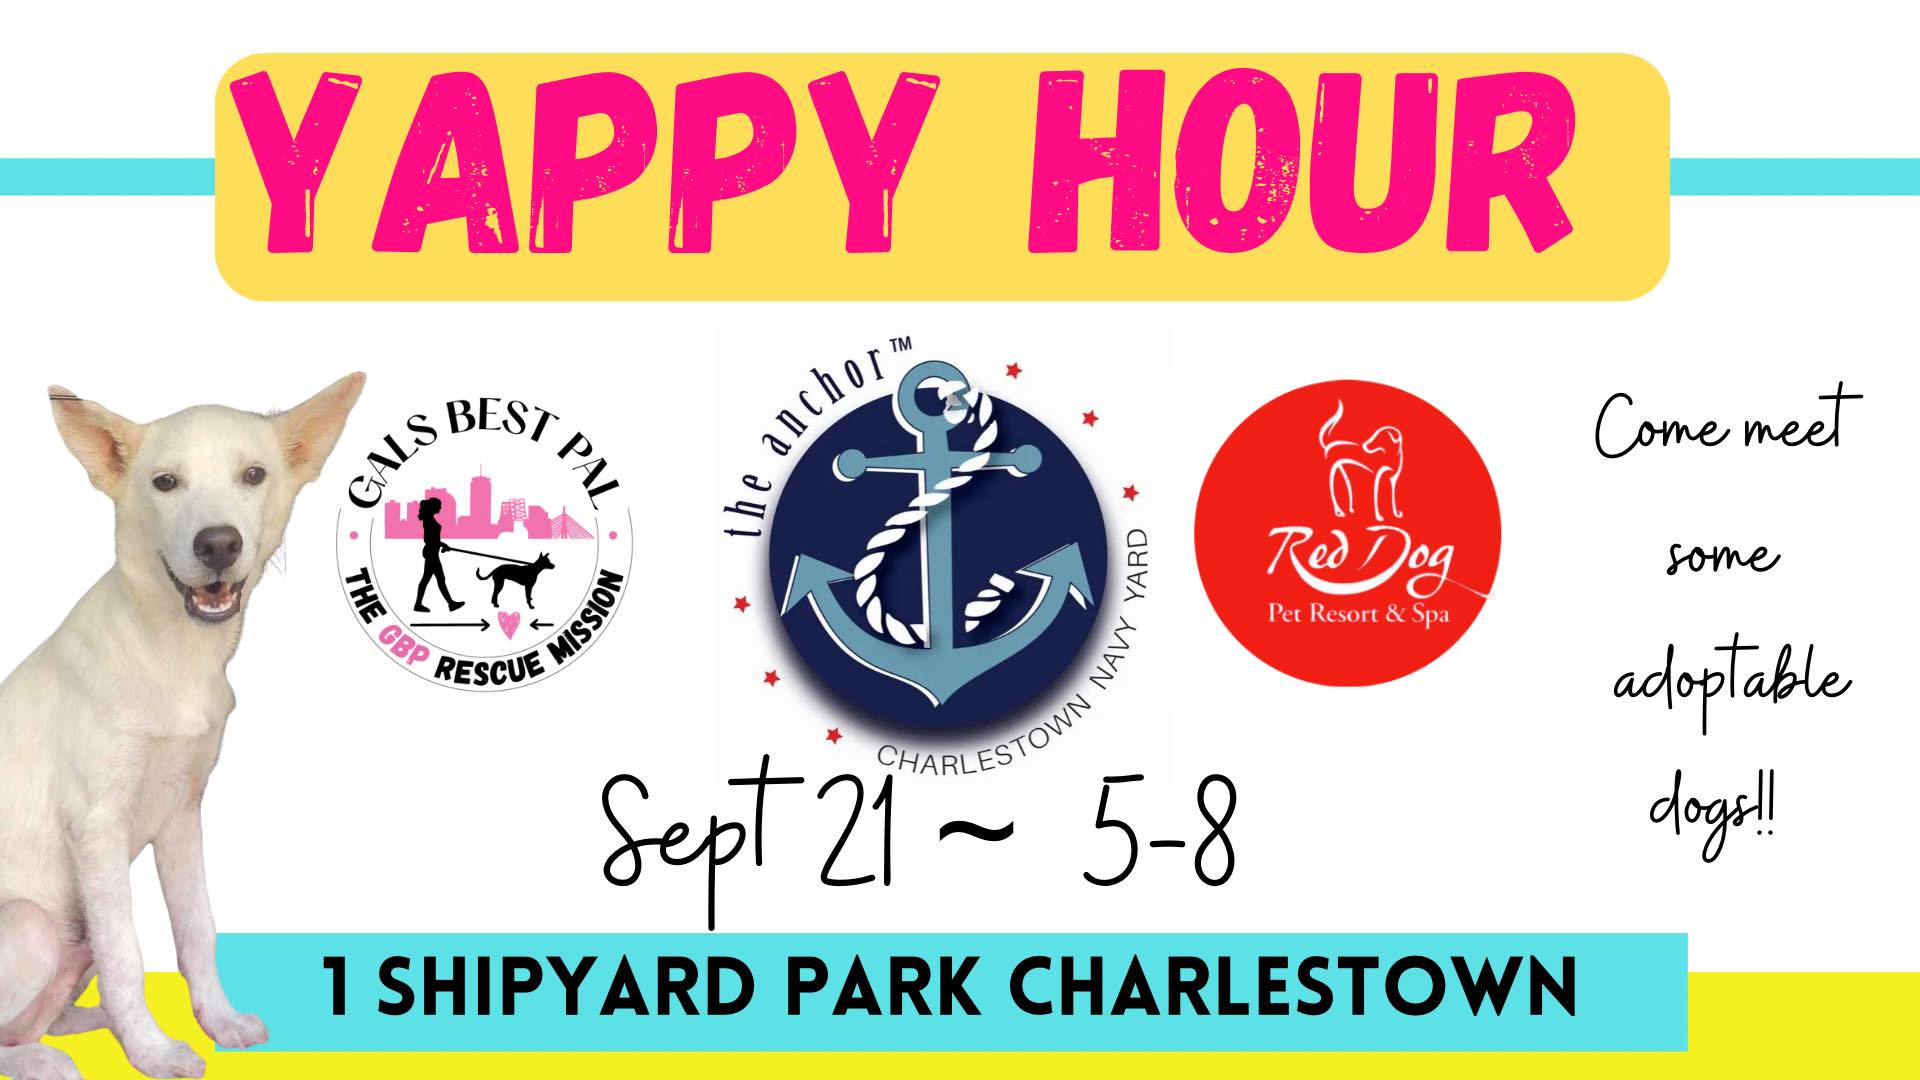 YAPPY HOUR
GALS BEST PAL
THE GBP RESCUE MISSION
the anchor™
CHARLESTOWN NAVY YARD
Red Dog
Pet Resort & Spa
Come meet
some
adoptable
dogs!!
Sept 21 ~ 5-8
1 SHIPYARD PARK CHARLESTOWN